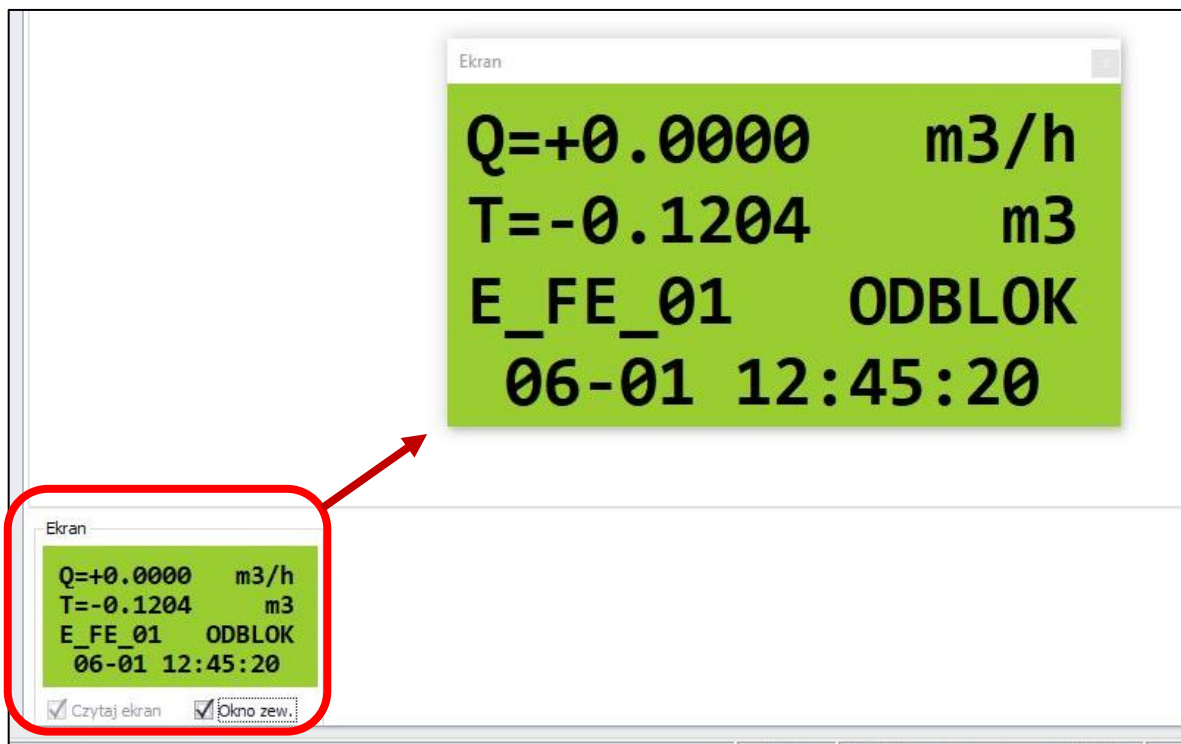 Ekran
Q=+0.0000 m3/h
T=-0.1204 m3
E_FE_01 ODBLOK
06-01 12:45:20
Ekran
Q=+0.0000 m3/h
T=-0.1204 m3
E_FE_01 ODBLOK
06-01 12:45:20
Czytaj ekran Okno zew.